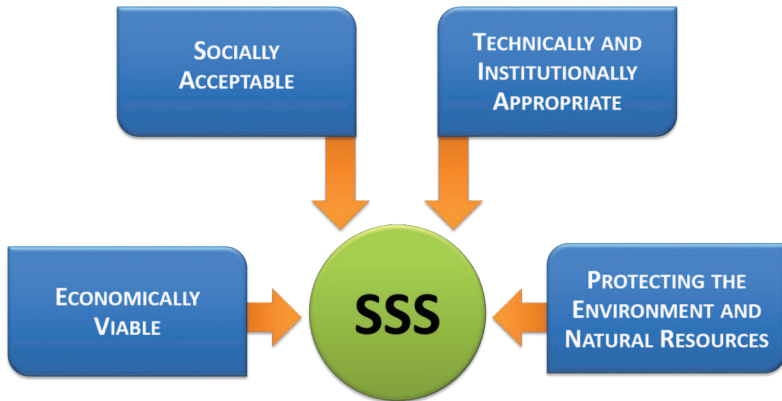 SOCIALLY
ACCEPTABLE
TECHNICALLY AND
INSTITUTIONALLY
APPROPRIATE
ECONOMICALLY
VIABLE
SSS
PROTECTING THE
ENVIRONMENT AND
NATURAL RESOURCES